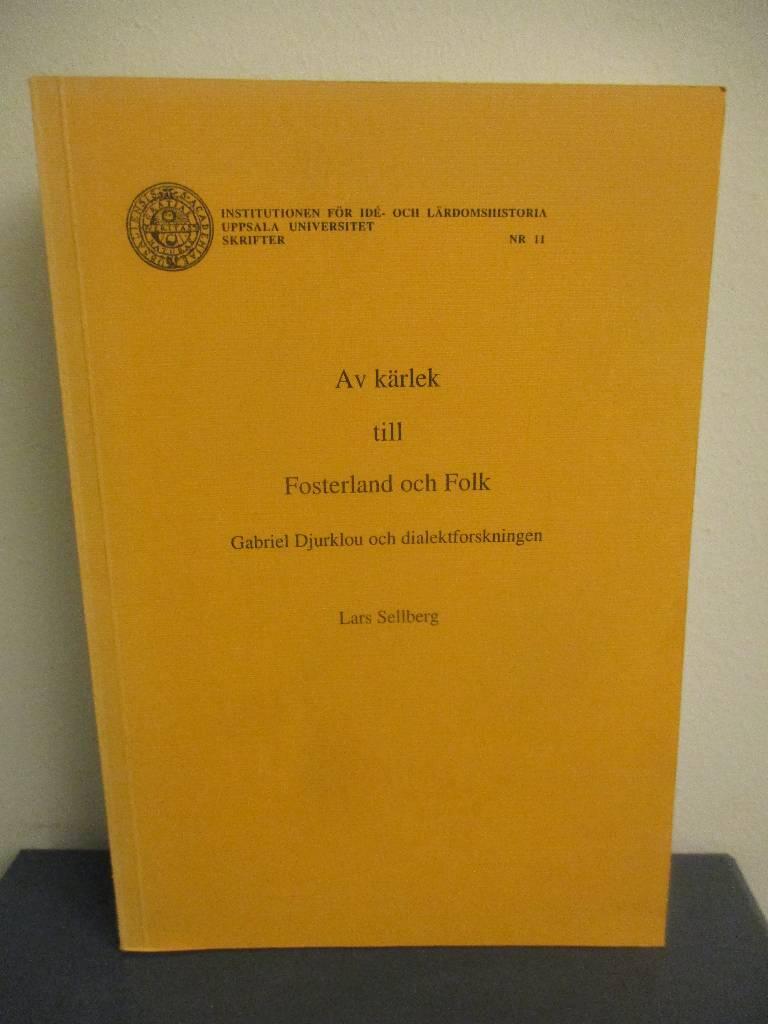 INSTITUTIONEN FÖR IDÉ- OCH LÄRDOMSHISTORIA
UPPSALA UNIVERSITET
SKRIFTER NR 11
Av kärlek
till
Fosterland och Folk
Gabriel Djurklou och dialektforskningen
Lars Sellberg